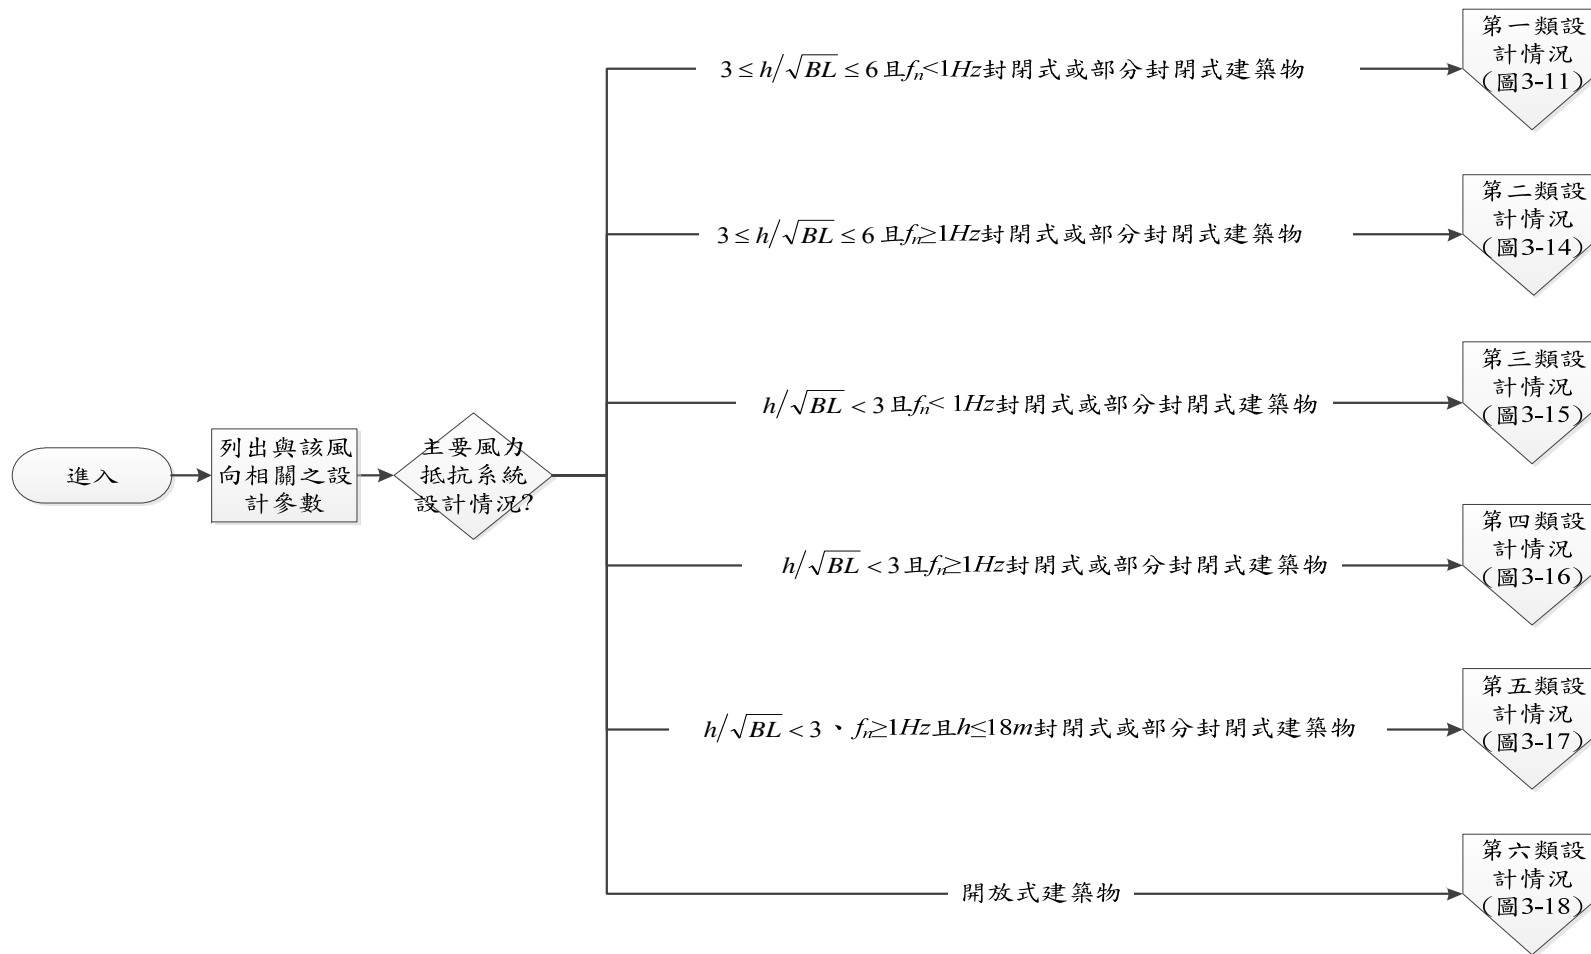 進入
列出與該風
向相關之設
計參數
主要風力
抵抗系統
設計情況?
3 ≤ h/√BL ≤ 6 且fn<1Hz封閉式或部分封閉式建築物
第一類設
計情況
(圖3-11)
3 ≤ h/√BL ≤ 6 且fn≥1Hz封閉式或部分封閉式建築物
第二類設
計情況
(圖3-14)
h/√BL < 3且fn< 1Hz封閉式或部分封閉式建築物
第三類設
計情況
(圖3-15)
h/√BL < 3且fn≥1Hz封閉式或部分封閉式建築物
第四類設
計情況
(圖3-16)
h/√BL < 3、fn≥1Hz且h≤18m封閉式或部分封閉式建築物
第五類設
計情況
(圖3-17)
開放式建築物
第六類設
計情況
(圖3-18)